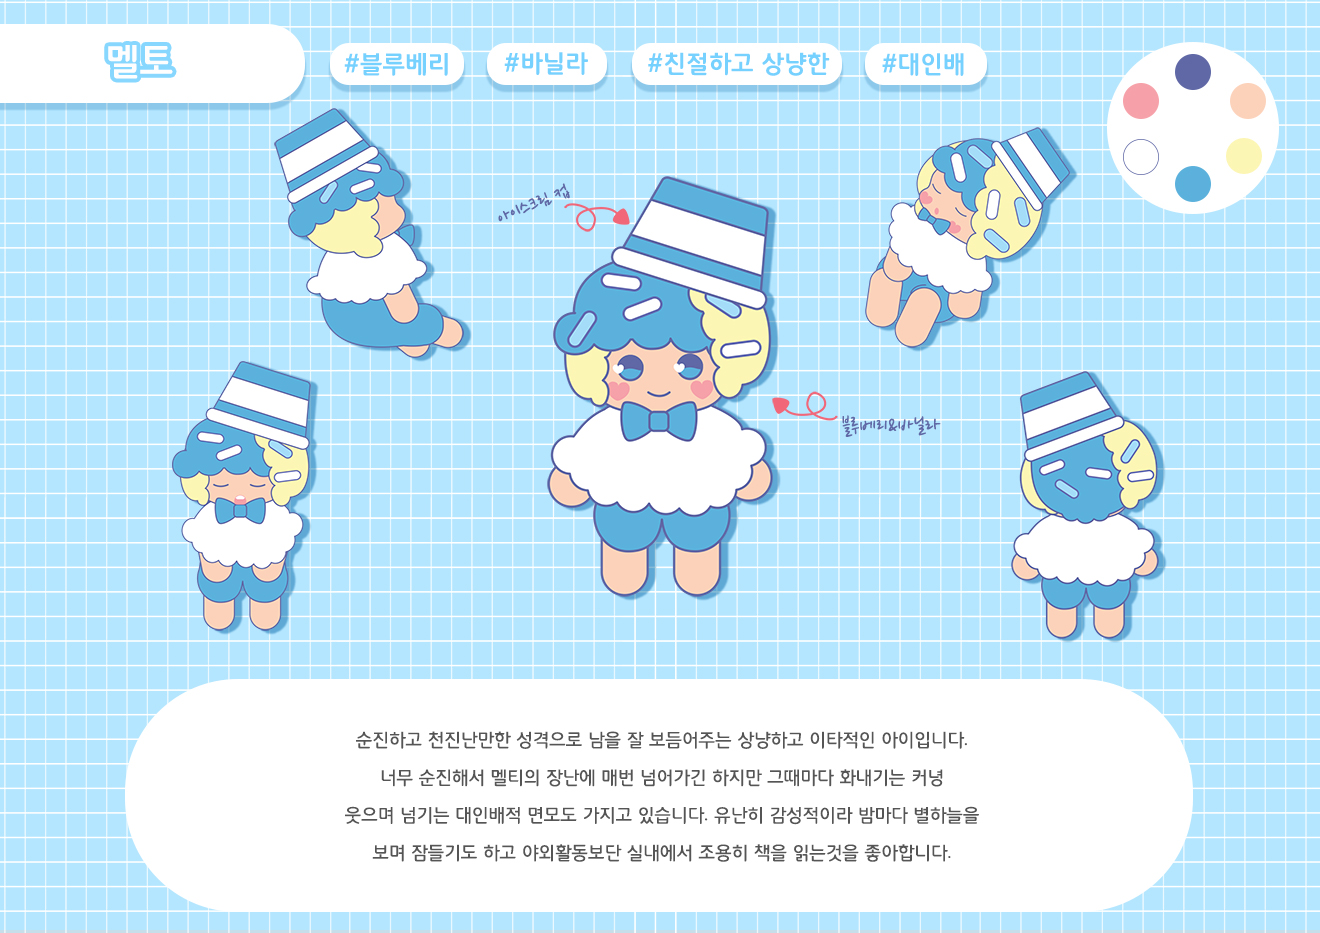 멜토
#블루베리
#바닐라
#친절하고 상냥한
#대인배
아이스크림 컵
블루베리&바닐라
순진하고 천진난만한 성격으로 남을 잘 보듬어주는 상냥하고 이타적인 아이입니다.
너무 순진해서 멜티의 장난에 매번 넘어가긴 하지만 그때마다 화내기는 커녕
웃으며 넘기는 대인배적 면모도 가지고 있습니다. 유난히 감성적이라 밤마다 별하늘을
보며 잠들기도 하고 야외활동보단 실내에서 조용히 책을 읽는것을 좋아합니다.